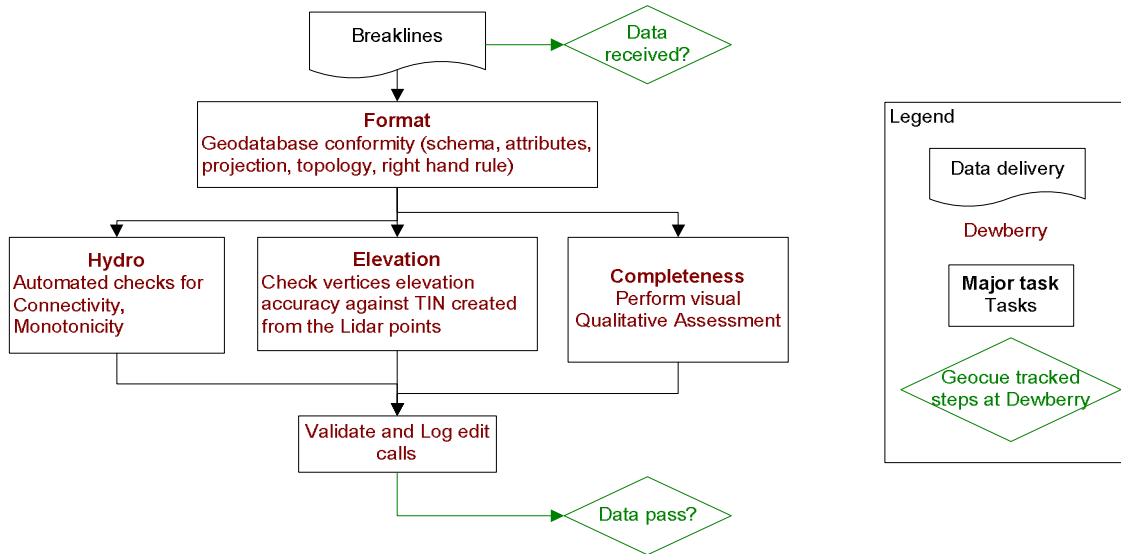 Breaklines
Data
received?
Format
Geodatabase conformity (schema, attributes,
projection, topology, right hand rule)
Hydro
Automated checks for
Connectivity,
Monotonicity
Elevation
Check vertices elevation
accuracy against TIN created
from the Lidar points
Completeness
Perform visual
Qualitative Assessment
Validate and Log edit
calls
Data pass?
Legend
Data delivery
Dewberry
Major task
Tasks
Geocue tracked
steps at Dewberry